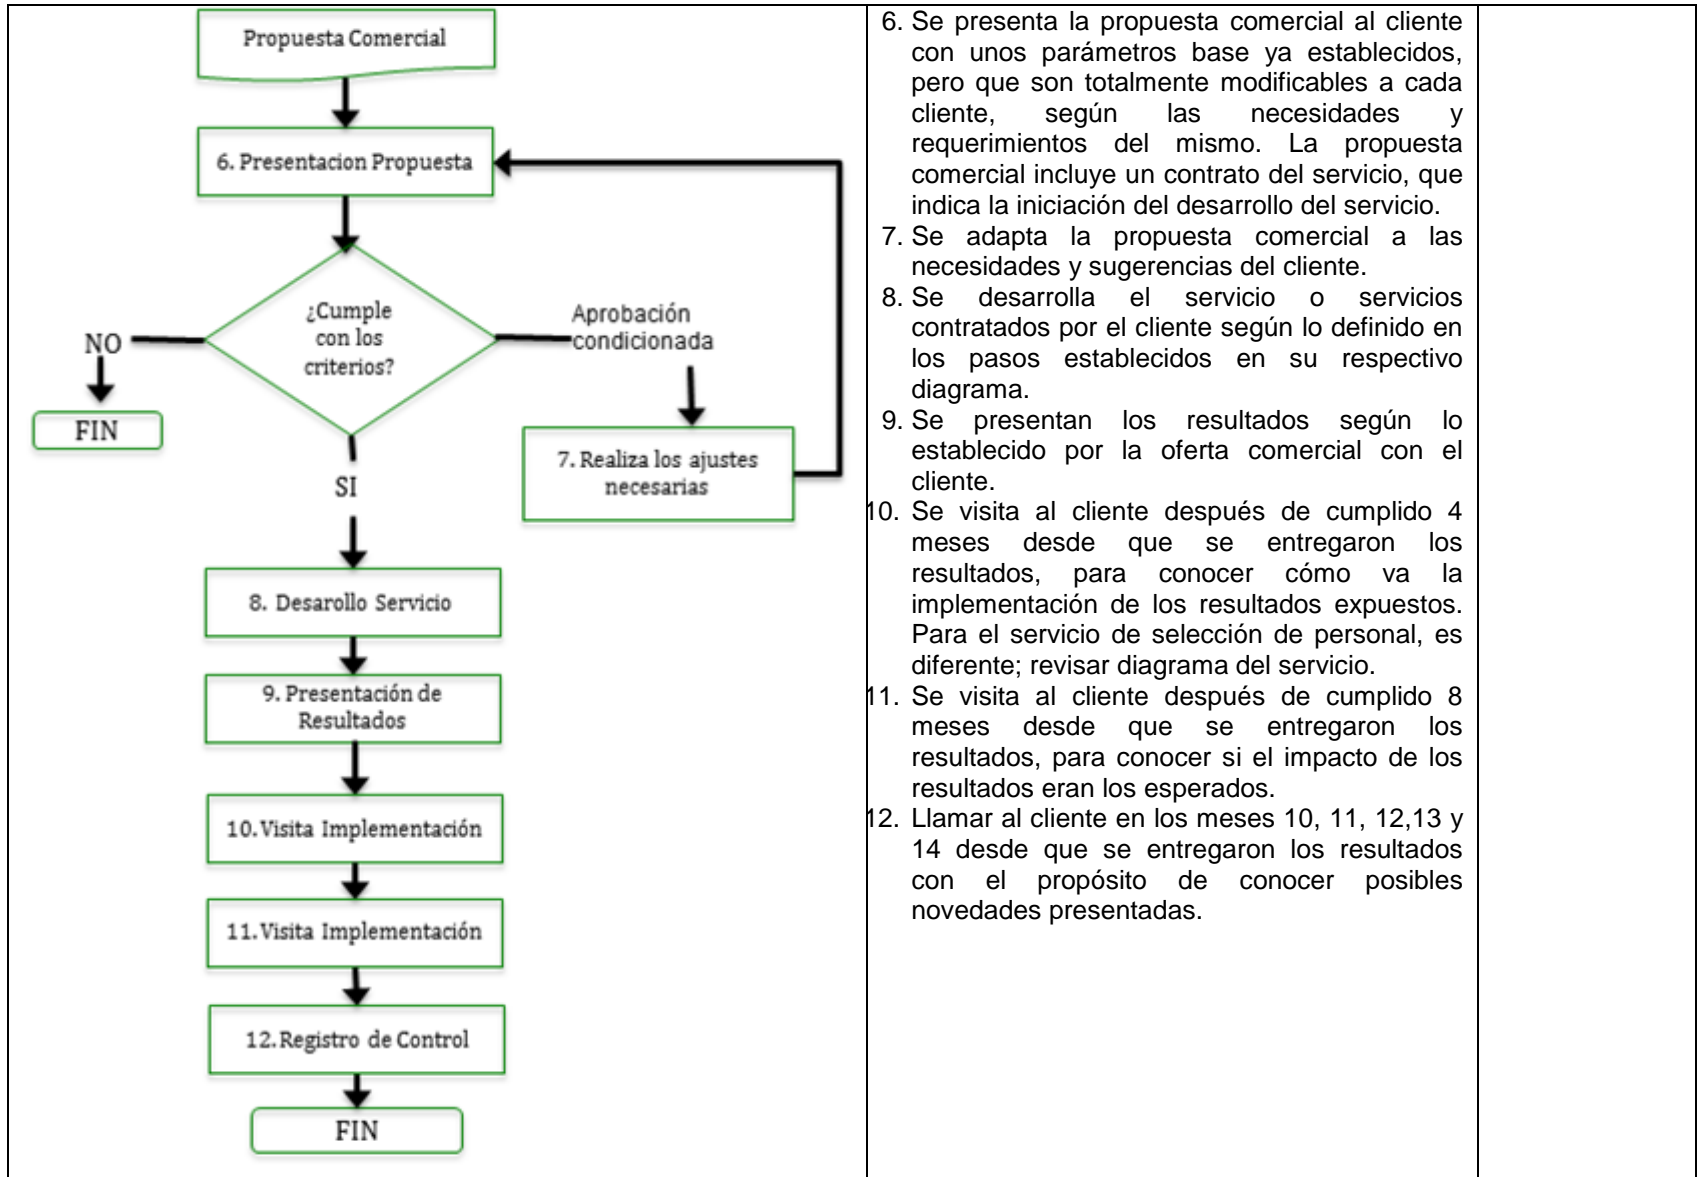 Propuesta Comercial
6. Presentacion Propuesta
¿Cumple
con los
criterios?
NO
FIN
Aprobación
condicionada
7. Realiza los ajustes
necesarias
SI
8. Desarollo Servicio
9. Presentación de
Resultados
10. Visita Implementación
11. Visita Implementación
12. Registro de Control
FIN
6. Se presenta la propuesta comercial al cliente
con unos parámetros base ya establecidos,
pero que son totalmente modificables a cada
cliente, según las necesidades y
requerimientos del mismo. La propuesta
comercial incluye un contrato del servicio, que
indica la iniciación del desarrollo del servicio.
7. Se adapta la propuesta comercial a las
necesidades y sugerencias del cliente.
8. Se desarrolla el servicio o servicios
contratados por el cliente según lo definido en
los pasos establecidos en su respectivo
diagrama.
9. Se presentan los resultados según lo
establecido por la oferta comercial con el
cliente.
10. Se visita al cliente después de cumplido 4
meses desde que se entregaron los
resultados, para conocer cómo va la
implementación de los resultados expuestos.
Para el servicio de selección de personal, es
diferente; revisar diagrama del servicio.
11. Se visita al cliente después de cumplido 8
meses desde que se entregaron los
resultados, para conocer si el impacto de los
resultados eran los esperados.
12. Llamar al cliente en los meses 10, 11, 12,13 y
14 desde que se entregaron los resultados
con el propósito de conocer posibles
novedades presentadas.